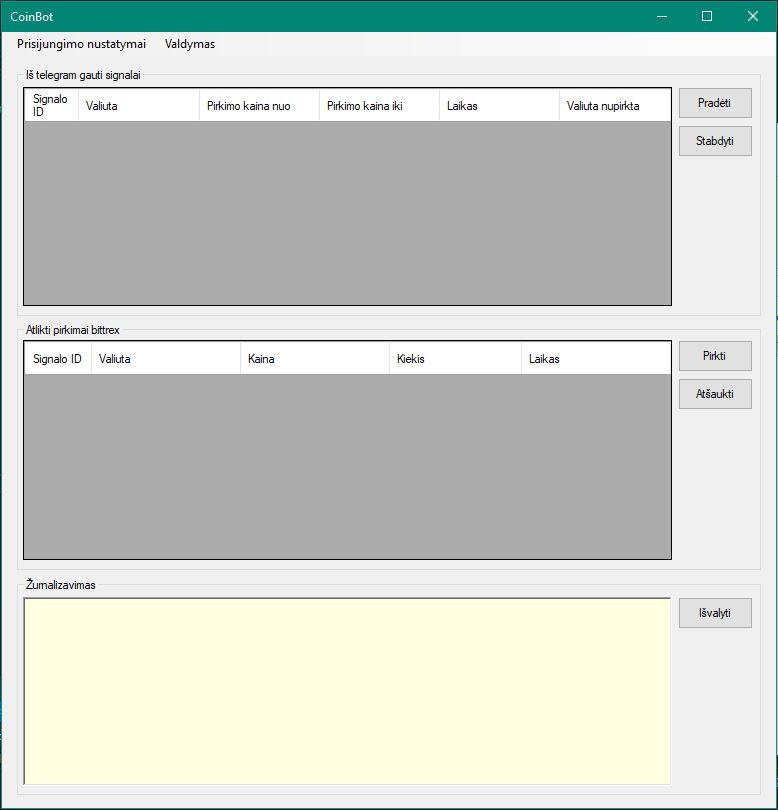 CoinBot
Prisijungimo nustatymai Valdymas
Iš telegram gauti signalai
Signalo ID Valiuta Pirkimo kaina nuo Pirkimo kaina iki Laikas Valiuta nupirkta
Pradėti
Stabdyti
Atlikti pirkimai bittrex
Signalo ID Valiuta Kaina Kiekis Laikas
Pirkti
Atšaukti
Žurnalizavimas
Išvalyti